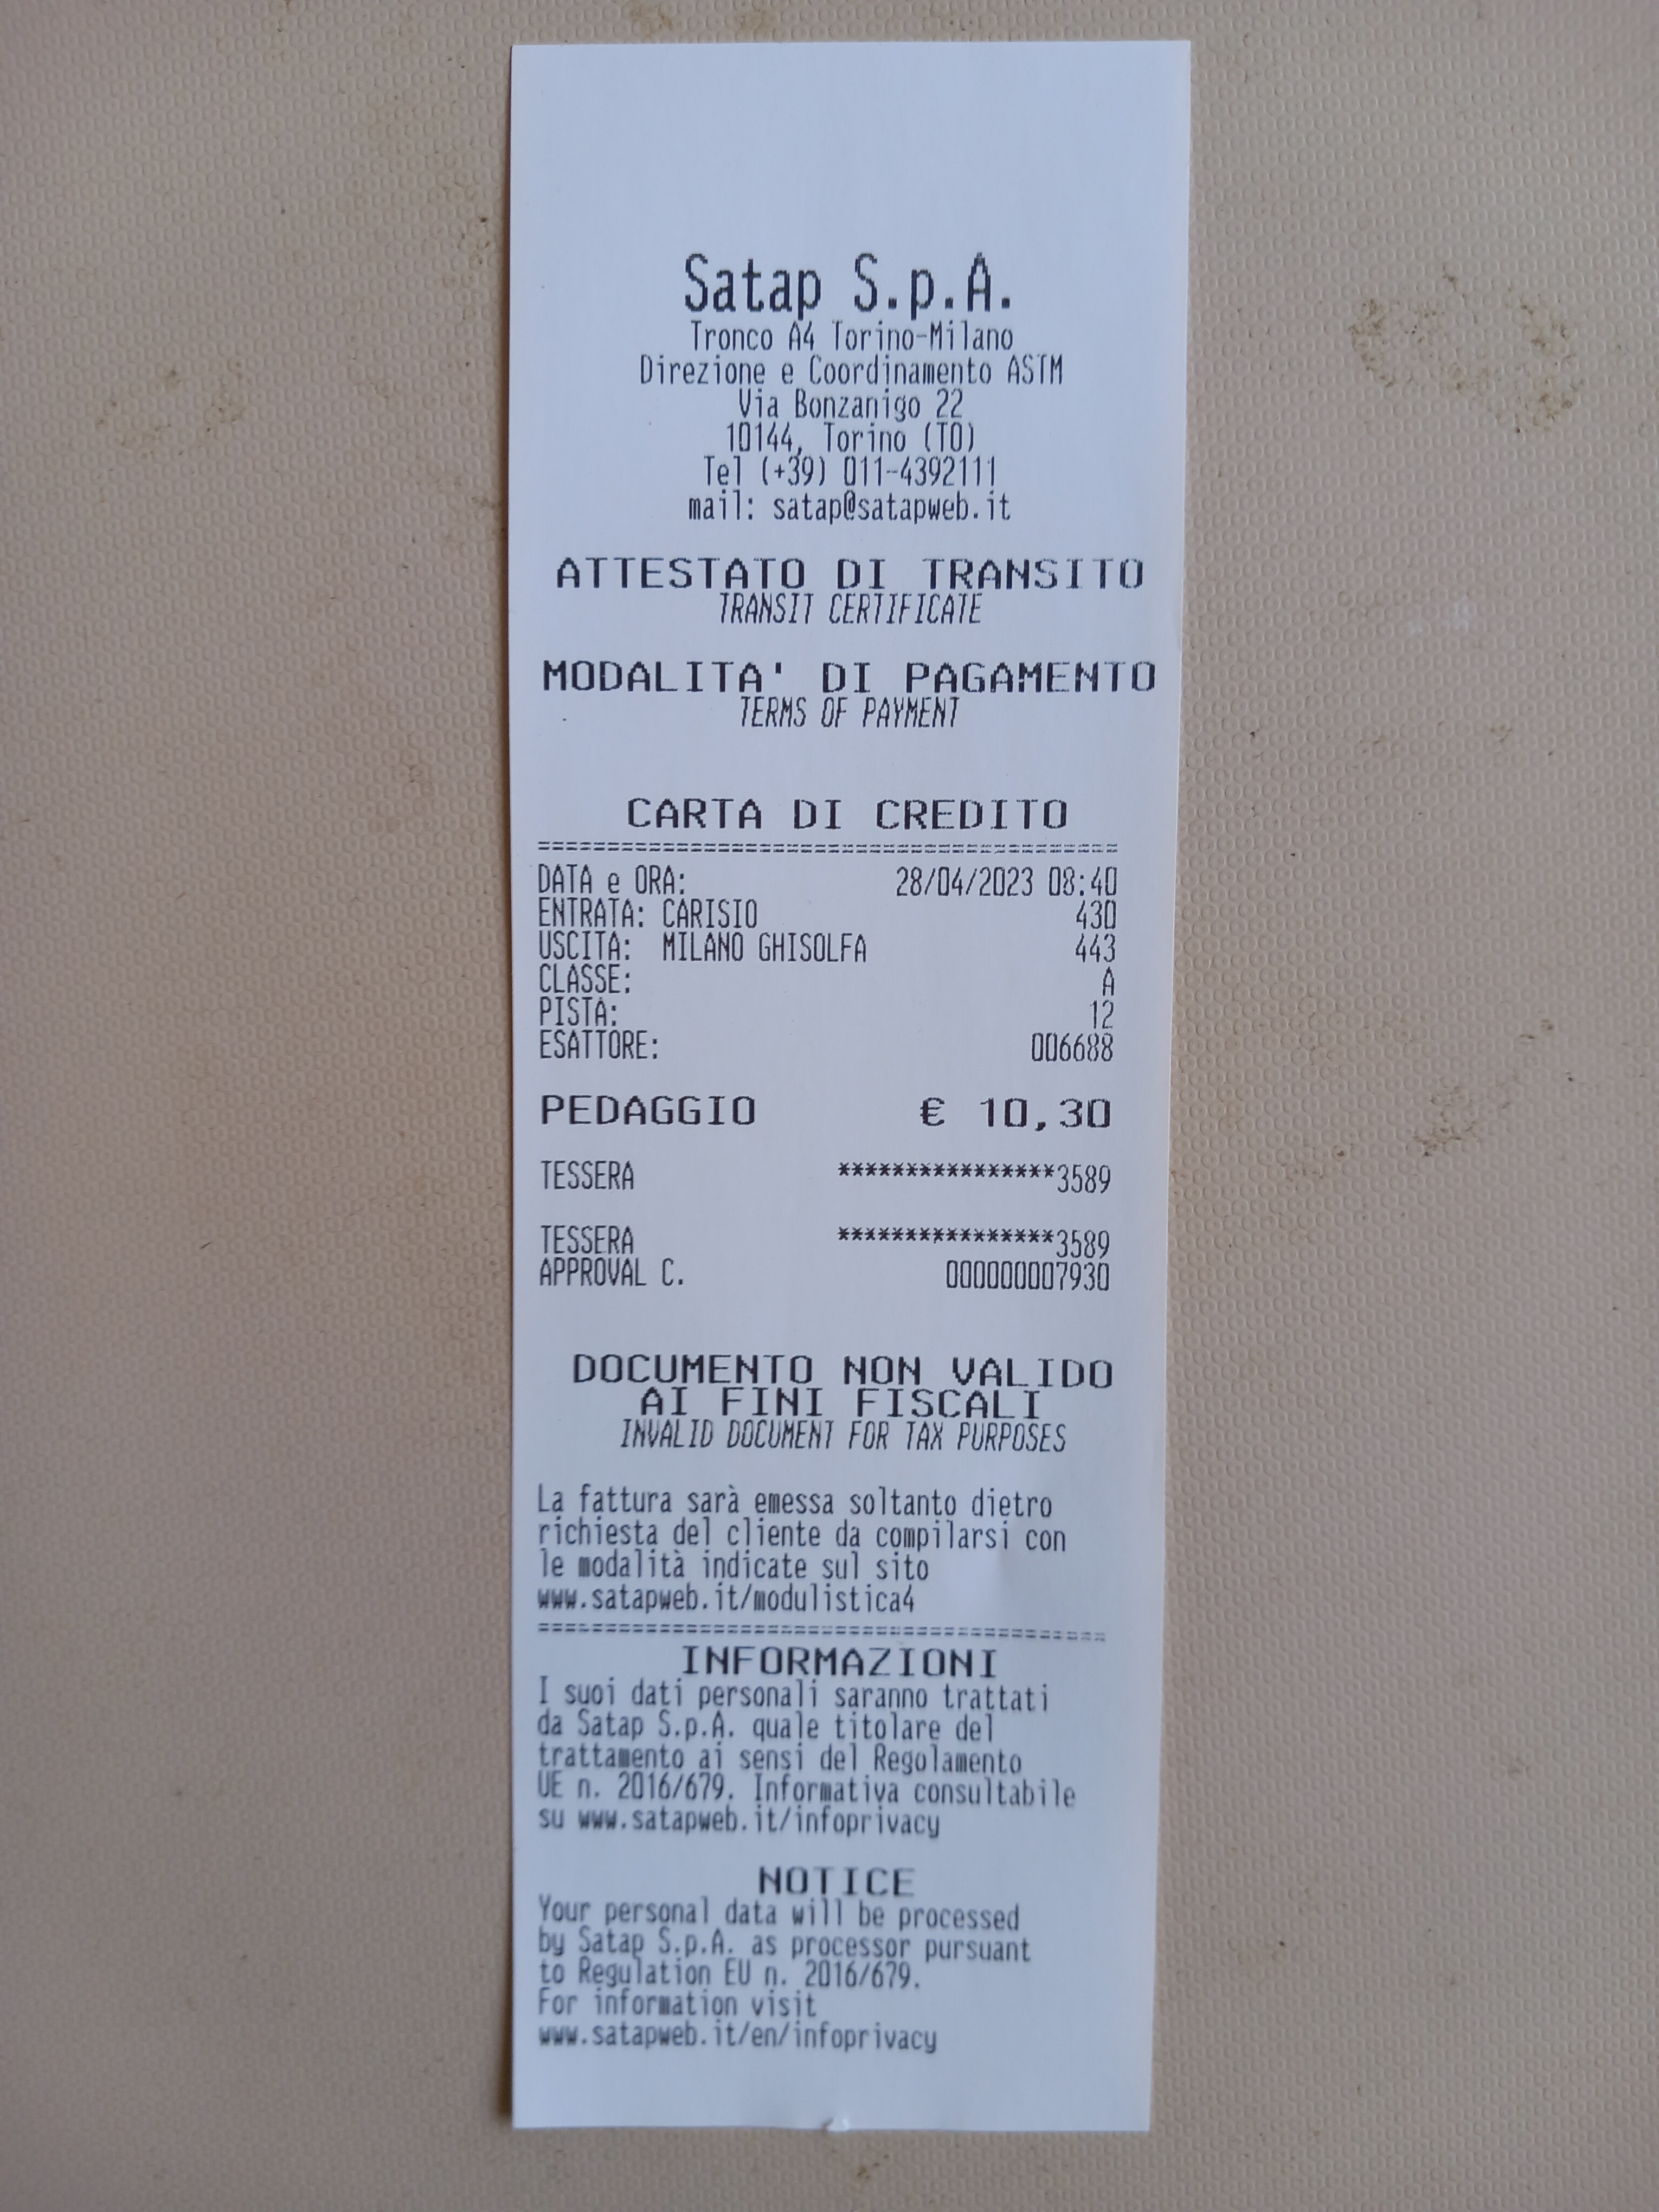 Satap S.p.A.
Tronco A4 Torino-Milano
Direzione e Coordinamento ASTM
Via Bonzanigo 22
10144, Torino (TO)
Tel (+39) 011-4392111
mail: satap@satapweb.it
ATTESTATO DI TRANSITO
TRANSIT CERTIFICATE
MODALITA' DI PAGAMENTO
TERMS OF PAYMENT
CARTA DI CREDITO
==========================================
DATA e ORA: 28/04/2023 08:40
ENTRATA: CARISIO 430
USCITA: MILANO GHISOLFA 443
CLASSE: A
PISTA: 12
ESATTORE: 006688
PEDAGGIO € 10,30
TESSERA ****************3589
TESSERA ****************3589
APPROVAL C. 000000007930
DOCUMENTO NON VALIDO
AI FINI FISCALI
INVALID DOCUMENT FOR TAX PURPOSES
La fattura sarà emessa soltanto dietro
richiesta del cliente da compilarsi con
le modalità indicate sul sito
www.satapweb.it/modulistica4
==========================================
INFORMAZIONI
I suoi dati personali saranno trattati
da Satap S.p.A. quale titolare del
trattamento ai sensi del Regolamento
UE n. 2016/679. Informativa consultabile
su www.satapweb.it/infoprivacy
NOTICE
Your personal data will be processed
by Satap S.p.A. as processor pursuant
to Regulation EU n. 2016/679.
For information visit
www.satapweb.it/en/infoprivacy